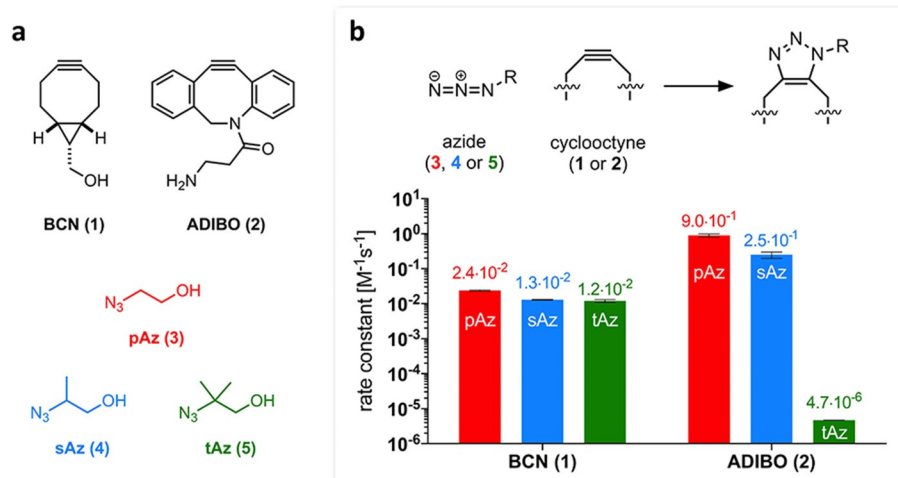 a
H H
OH
BCN (1)
N
O
H₂N
ADIBO (2)
N₃ OH
pAz (3)
N₃ OH
sAz (4)
N₃ OH
tAz (5)
b
⊖ ⊕
N=N=N R
azide
(3, 4 or 5)
cyclooctyne
(1 or 2)
N
N N R
rate constant [M⁻¹s⁻¹]
10¹
10⁰
10⁻¹
10⁻²
10⁻³
10⁻⁴
10⁻⁵
10⁻⁶
2.4·10⁻²
pAz
1.3·10⁻²
sAz
1.2·10⁻²
tAz
9.0·10⁻¹
pAz
2.5·10⁻¹
sAz
4.7·10⁻⁶
tAz
BCN (1)
ADIBO (2)